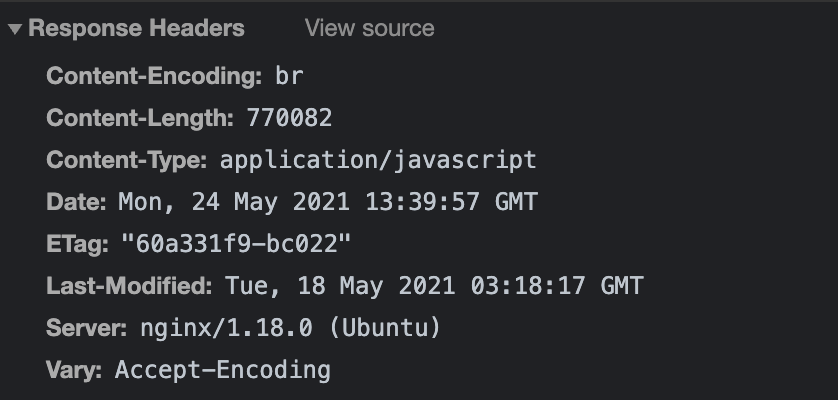 Response Headers View source
Content-Encoding: br
Content-Length: 770082
Content-Type: application/javascript
Date: Mon, 24 May 2021 13:39:57 GMT
ETag: "60a331f9-bc022"
Last-Modified: Tue, 18 May 2021 03:18:17 GMT
Server: nginx/1.18.0 (Ubuntu)
Vary: Accept-Encoding